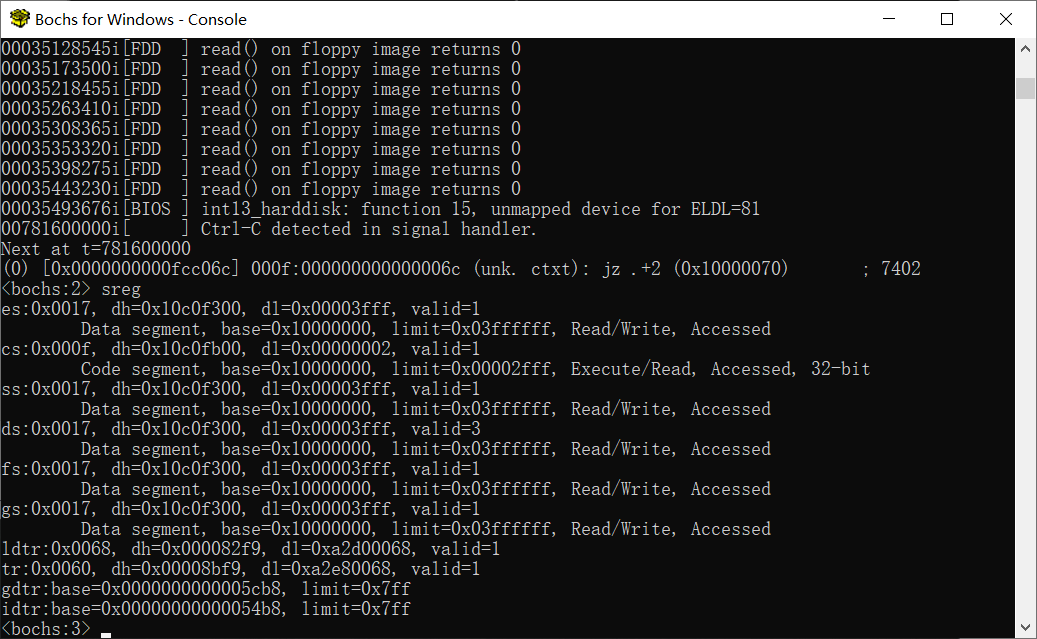 Bochs for Windows - Console
00035128545i[FDD  ] read() on floppy image returns 0
00035173500i[FDD  ] read() on floppy image returns 0
00035218455i[FDD  ] read() on floppy image returns 0
00035263410i[FDD  ] read() on floppy image returns 0
00035308365i[FDD  ] read() on floppy image returns 0
00035353320i[FDD  ] read() on floppy image returns 0
00035398275i[FDD  ] read() on floppy image returns 0
00035443230i[FDD  ] read() on floppy image returns 0
00035493676i[BIOS ] int13_harddisk: function 15, unmapped device for ELDL=81
00781600000i[     ] Ctrl-C detected in signal handler.
Next at t=781600000
(0) [0x0000000000fcc06c] 000f:000000000000006c (unk. ctxt): jz .+2 (0x10000070)       ; 7402
<bochs:2> sreg
es:0x0017, dh=0x10c0f300, dl=0x00003fff, valid=1
        Data segment, base=0x10000000, limit=0x03ffffff, Read/Write, Accessed
cs:0x000f, dh=0x10c0fb00, dl=0x00000002, valid=1
        Code segment, base=0x10000000, limit=0x00002fff, Execute/Read, Accessed, 32-bit
ss:0x0017, dh=0x10c0f300, dl=0x00003fff, valid=1
        Data segment, base=0x10000000, limit=0x03ffffff, Read/Write, Accessed
ds:0x0017, dh=0x10c0f300, dl=0x00003fff, valid=3
        Data segment, base=0x10000000, limit=0x03ffffff, Read/Write, Accessed
fs:0x0017, dh=0x10c0f300, dl=0x00003fff, valid=1
        Data segment, base=0x10000000, limit=0x03ffffff, Read/Write, Accessed
gs:0x0017, dh=0x10c0f300, dl=0x00003fff, valid=1
        Data segment, base=0x10000000, limit=0x03ffffff, Read/Write, Accessed
ldtr:0x0068, dh=0x000082f9, dl=0xa2d00068, valid=1
tr:0x0060, dh=0x00008bf9, dl=0xa2e80068, valid=1
gdtr:base=0x0000000000005cb8, limit=0x7ff
idtr:base=0x00000000000054b8, limit=0x7ff
<bochs:3>